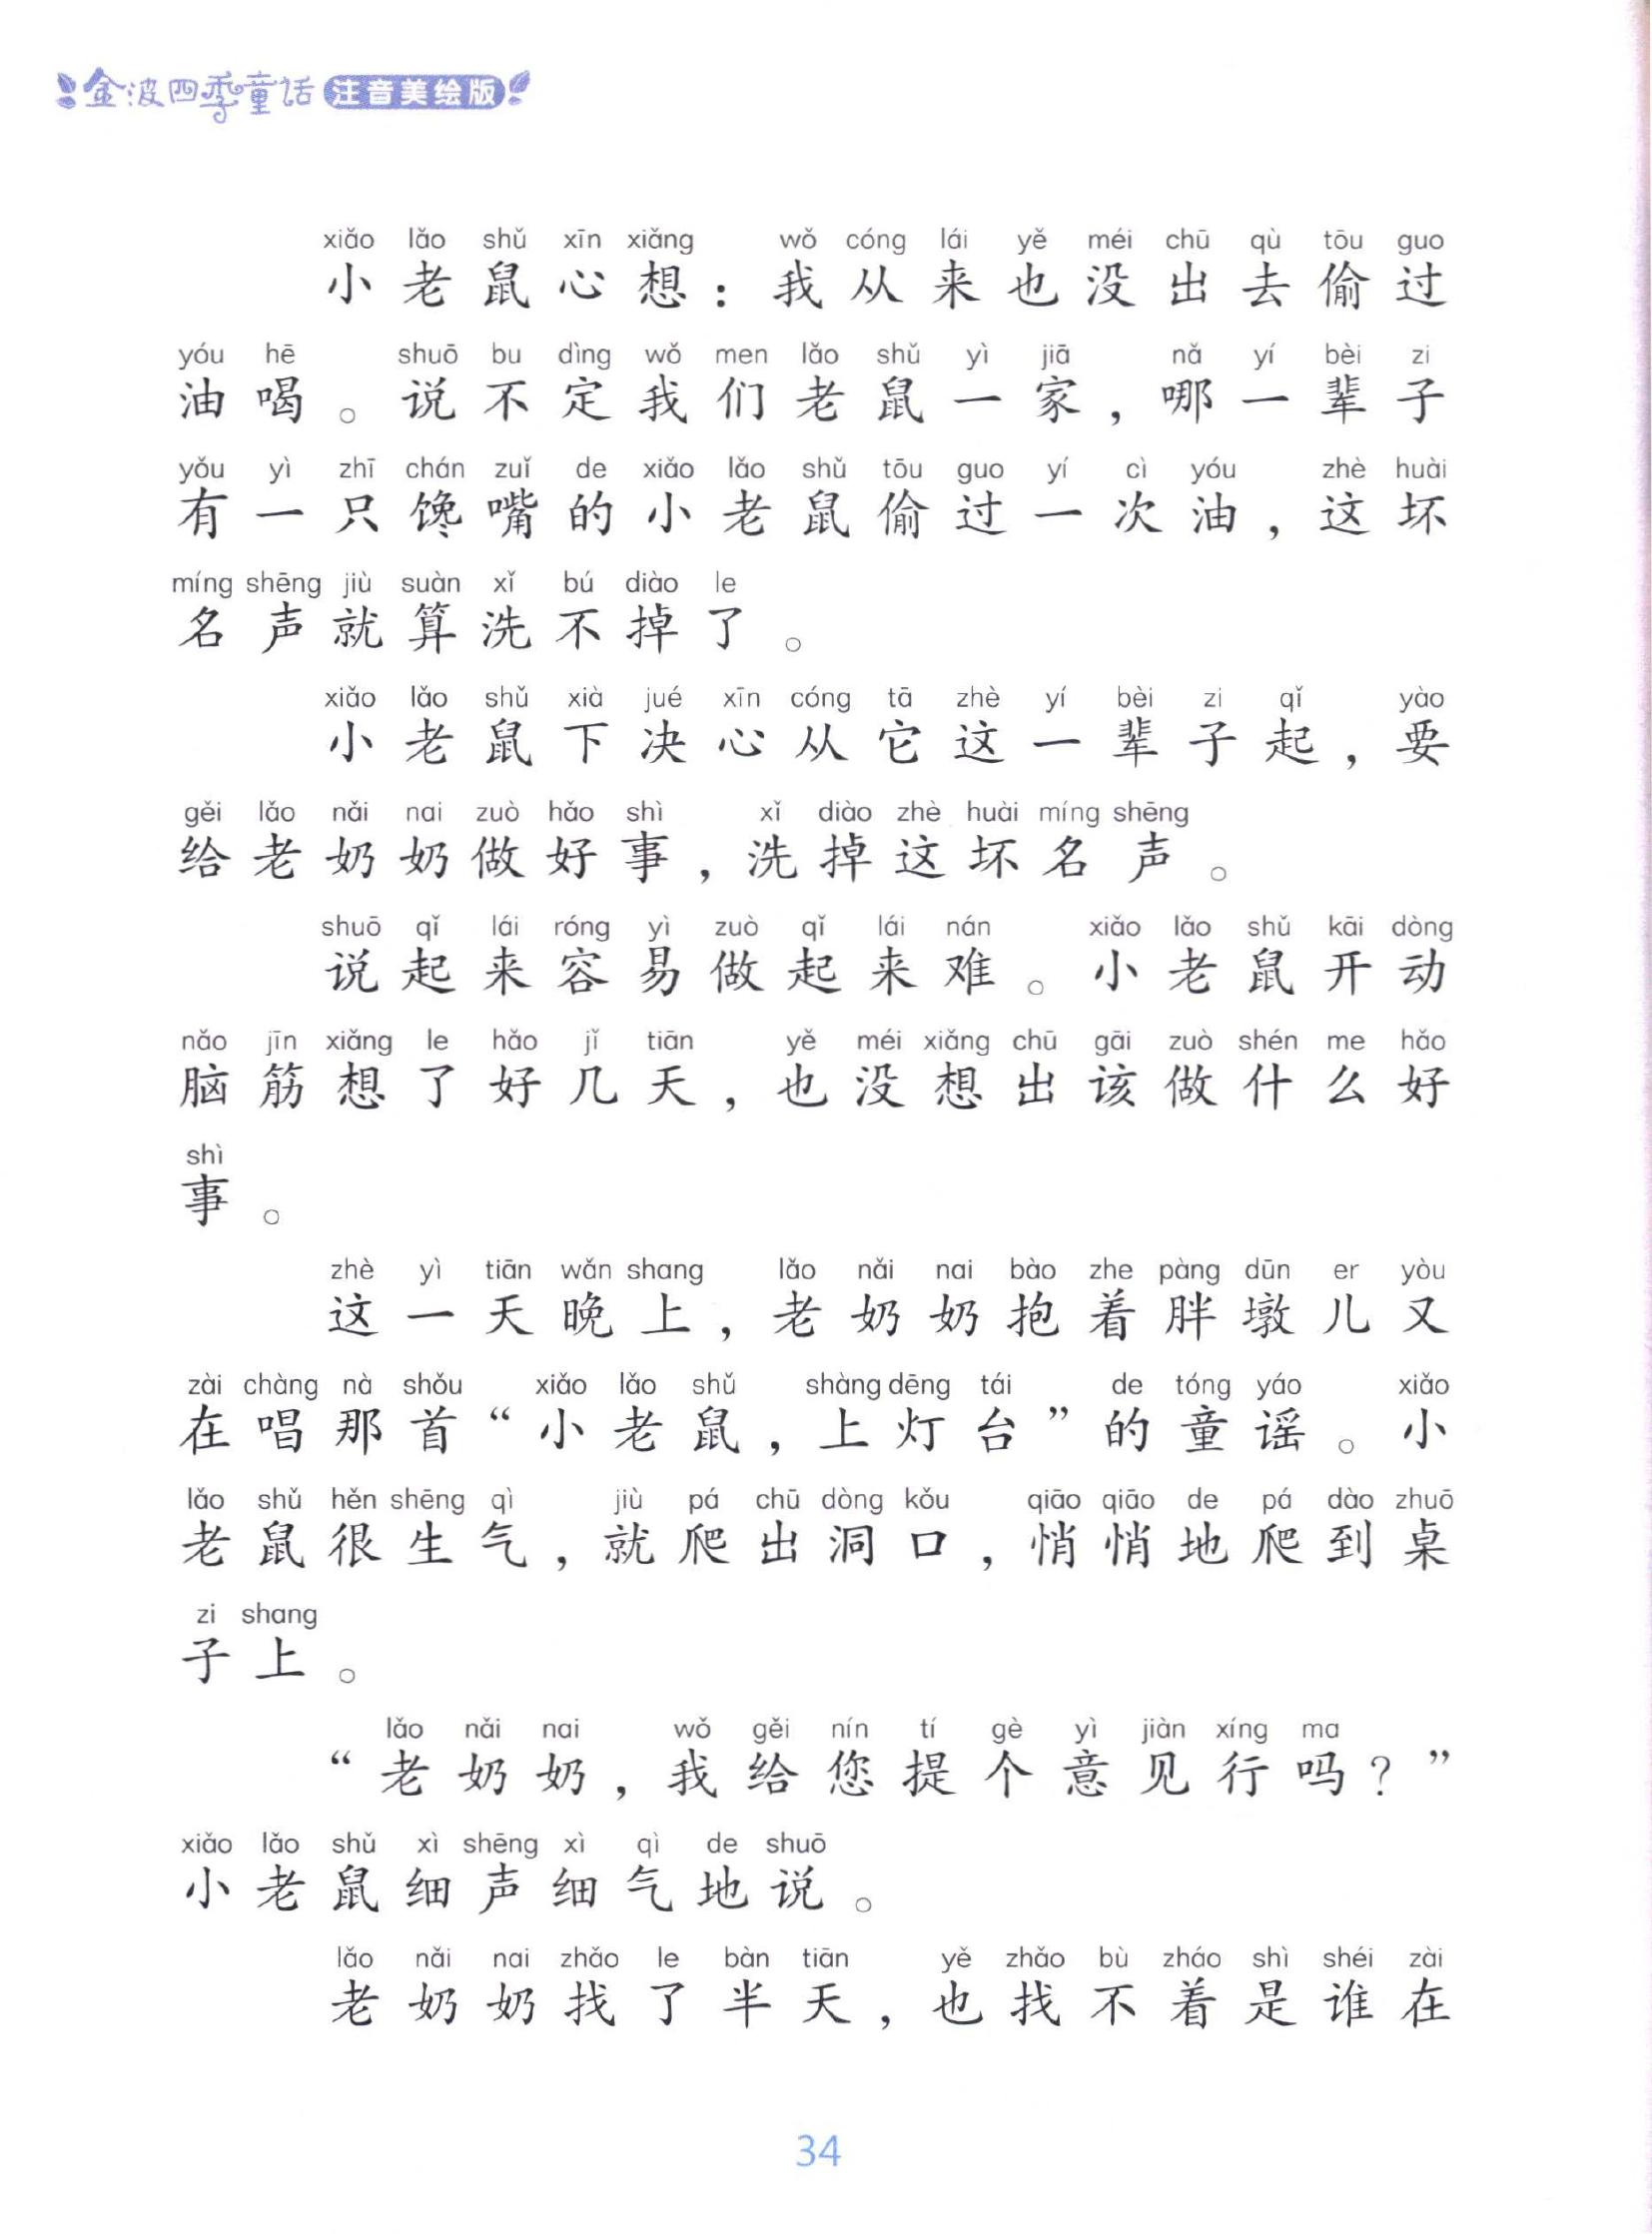 金波四季童话 注音美绘版
xiǎo lǎo shǔ xīn xiǎng wǒ cóng lái yě méi chū qù tōu guo
小老鼠心想：我从来也没出去偷过
yóu hē shuō bu dìng wǒ men lǎo shǔ yì jiā nǎ yí bèi zi
油喝。说不定我们老鼠一家，哪一辈子
yǒu yì zhī chán zuǐ de xiǎo lǎo shǔ tōu guo yí cì yóu zhè huài
有一只馋嘴的小老鼠偷过一次油，这坏
míng shēng jiù suàn xǐ bú diào le
名声就算洗不掉了。
xiǎo lǎo shǔ xià jué xīn cóng tā zhè yí bèi zi qǐ yào
小老鼠下决心从它这一辈子起，要
gěi lǎo nǎi nai zuò hǎo shì xǐ diào zhè huài míng shēng
给老奶奶做好事，洗掉这坏名声。
shuō qǐ lái róng yì zuò qǐ lái nán xiǎo lǎo shǔ kāi dòng
说起来容易做起来难。小老鼠开动
nǎo jīn xiǎng le hǎo jǐ tiān yě méi xiǎng chū gāi zuò shén me hǎo
脑筋想了好几天，也没想出该做什么好
shì
事。
zhè yì tiān wǎn shang lǎo nǎi nai bào zhe pàng dūn er yòu
这一天晚上，老奶奶抱着胖墩儿又
zài chàng nà shǒu xiǎo lǎo shǔ shàng dēng tái de tóng yáo xiǎo
在唱那首“小老鼠，上灯台”的童谣。小
lǎo shǔ hěn shēng qì jiù pá chū dòng kǒu qiāo qiāo de pá dào zhuō
老鼠很生气，就爬出洞口，悄悄地爬到桌
zi shang
子上。
lǎo nǎi nai wǒ gěi nín tí gè yì jiàn xíng ma
“老奶奶，我给您提个意见行吗？”
xiǎo lǎo shǔ xì shēng xì qì de shuō
小老鼠细声细气地说。
lǎo nǎi nai zhǎo le bàn tiān yě zhǎo bù zháo shì shéi zài
老奶奶找了半天，也找不着是谁在
34